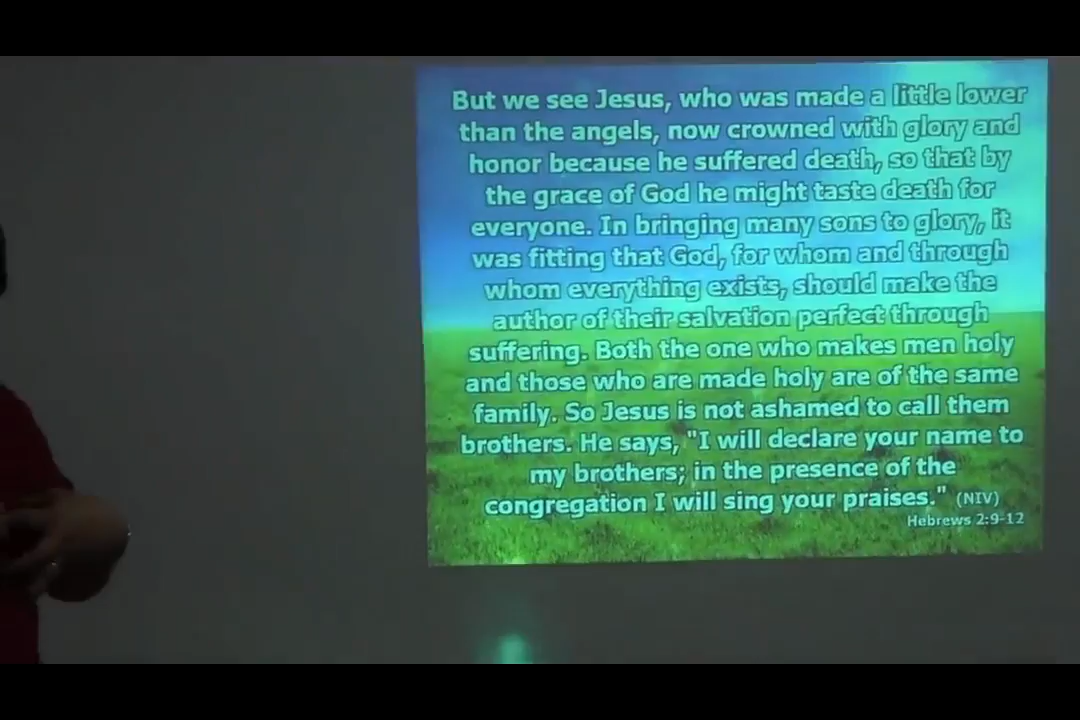 But we see Jesus, who was made a little lower
than the angels, now crowned with glory and
honor because he suffered death, so that by
the grace of God he might taste death for
everyone. In bringing many sons to glory, it
was fitting that God, for whom and through
whom everything exists, should make the
author of their salvation perfect through
suffering. Both the one who makes men holy
and those who are made holy are of the same
family. So Jesus is not ashamed to call them
brothers. He says, "I will declare your name to
my brothers; in the presence of the
congregation I will sing your praises." (NIV)
Hebrews 2:9-12